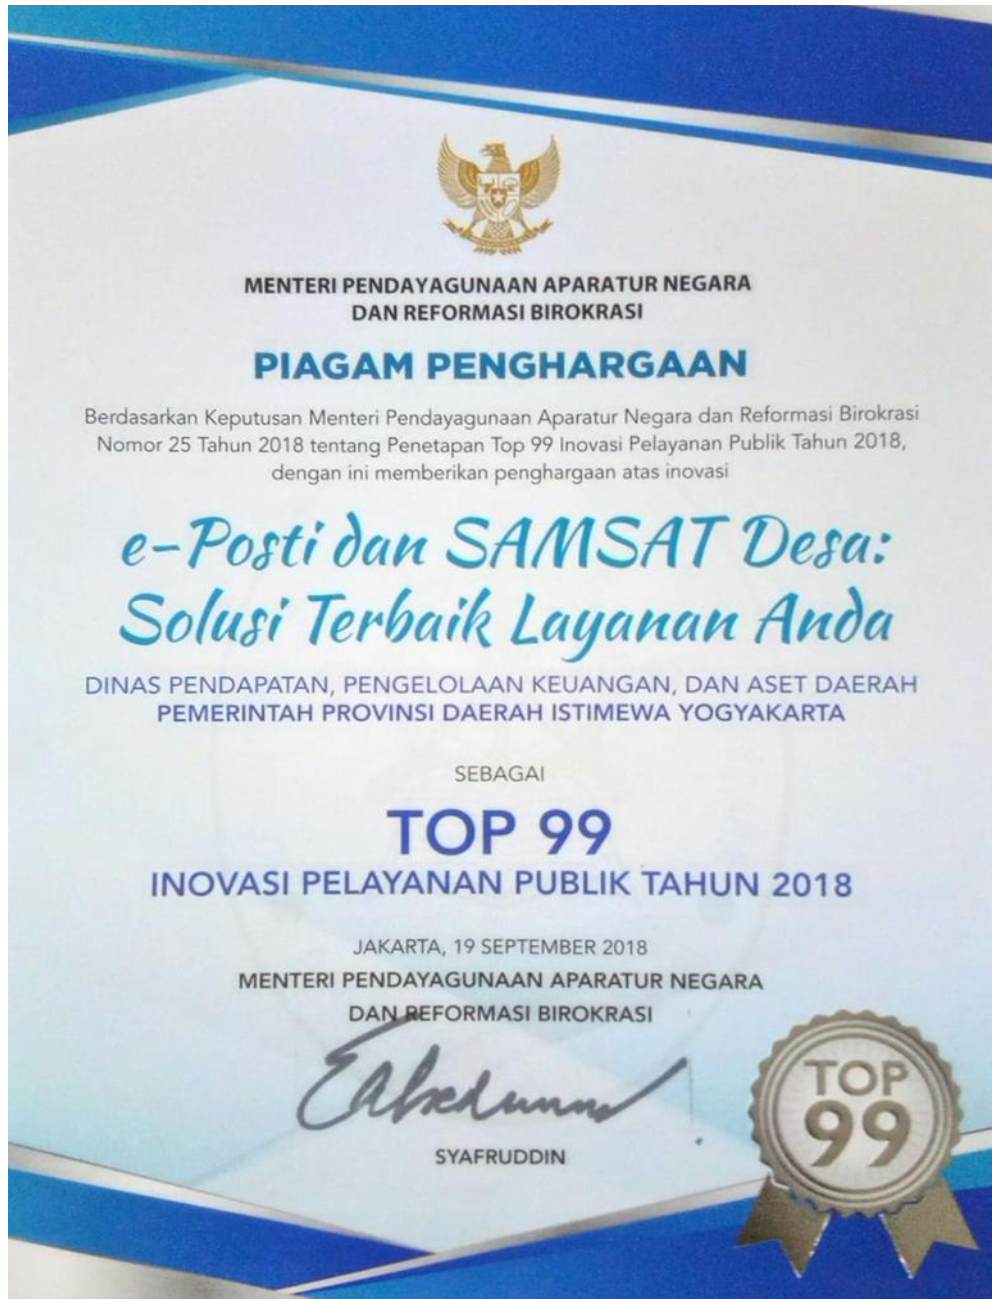 MENTERI PENDAYAGUNAAN APARATUR NEGARA
DAN REFORMASI BIROKRASI
PIAGAM PENGHARGAAN
Berdasarkan Keputusan Menteri Pendayagunaan Aparatur Negara dan Reformasi Birokrasi
Nomor 25 Tahun 2018 tentang Penetapan Top 99 Inovasi Pelayanan Publik Tahun 2018,
dengan ini memberikan penghargaan atas inovasi
e-Posti dan SAMSAT Desa:
Solusi Terbaik Layanan Anda
DINAS PENDAPATAN, PENGELOLAAN KEUANGAN, DAN ASET DAERAH
PEMERINTAH PROVINSI DAERAH ISTIMEWA YOGYAKARTA
SEBAGAI
TOP 99
INOVASI PELAYANAN PUBLIK TAHUN 2018
JAKARTA, 19 SEPTEMBER 2018
MENTERI PENDAYAGUNAAN APARATUR NEGARA
DAN REFORMASI BIROKRASI
SYAFRUDDIN
TOP
99